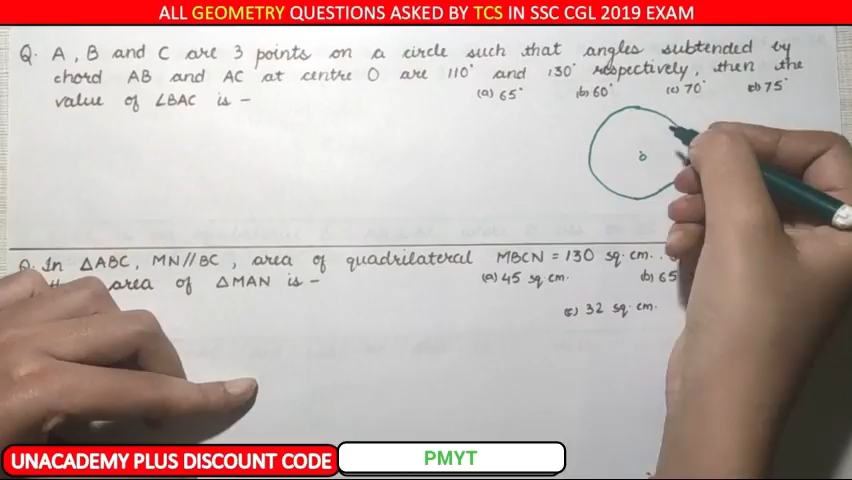 ALL GEOMETRY QUESTIONS ASKED BY TCS IN SSC CGL 2019 EXAM
Q. A, B and C are 3 points on a circle such that angles subtended by
chord AB and AC at centre O are 110° and 130° respectively, then the
value of ∠BAC is -
(a) 65° (b) 60° (c) 70° (d) 75°
O
Q. In △ABC, MN//BC, area of quadrilateral MBCN = 130 sq. cm.
area of △MAN is -
(a) 45 sq. cm. (b) 65
(c) 32 sq. cm.
UNACADEMY PLUS DISCOUNT CODE PMYT